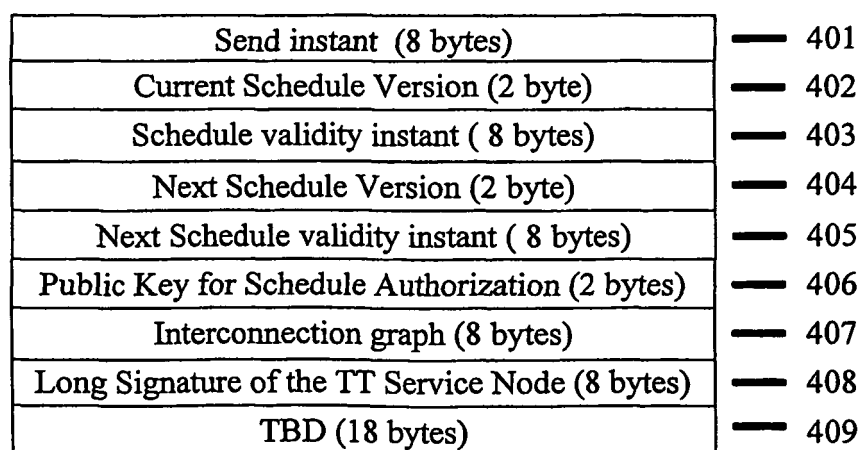 Send instant (8 bytes) 401
Current Schedule Version (2 byte) 402
Schedule validity instant ( 8 bytes) 403
Next Schedule Version (2 byte) 404
Next Schedule validity instant ( 8 bytes) 405
Public Key for Schedule Authorization (2 bytes) 406
Interconnection graph (8 bytes) 407
Long Signature of the TT Service Node (8 bytes) 408
TBD (18 bytes) 409